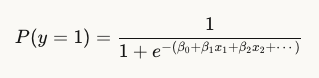 P(y = 1) = 1 / (1 + e^{−(β₀+β₁x₁+β₂x₂+⋯)})